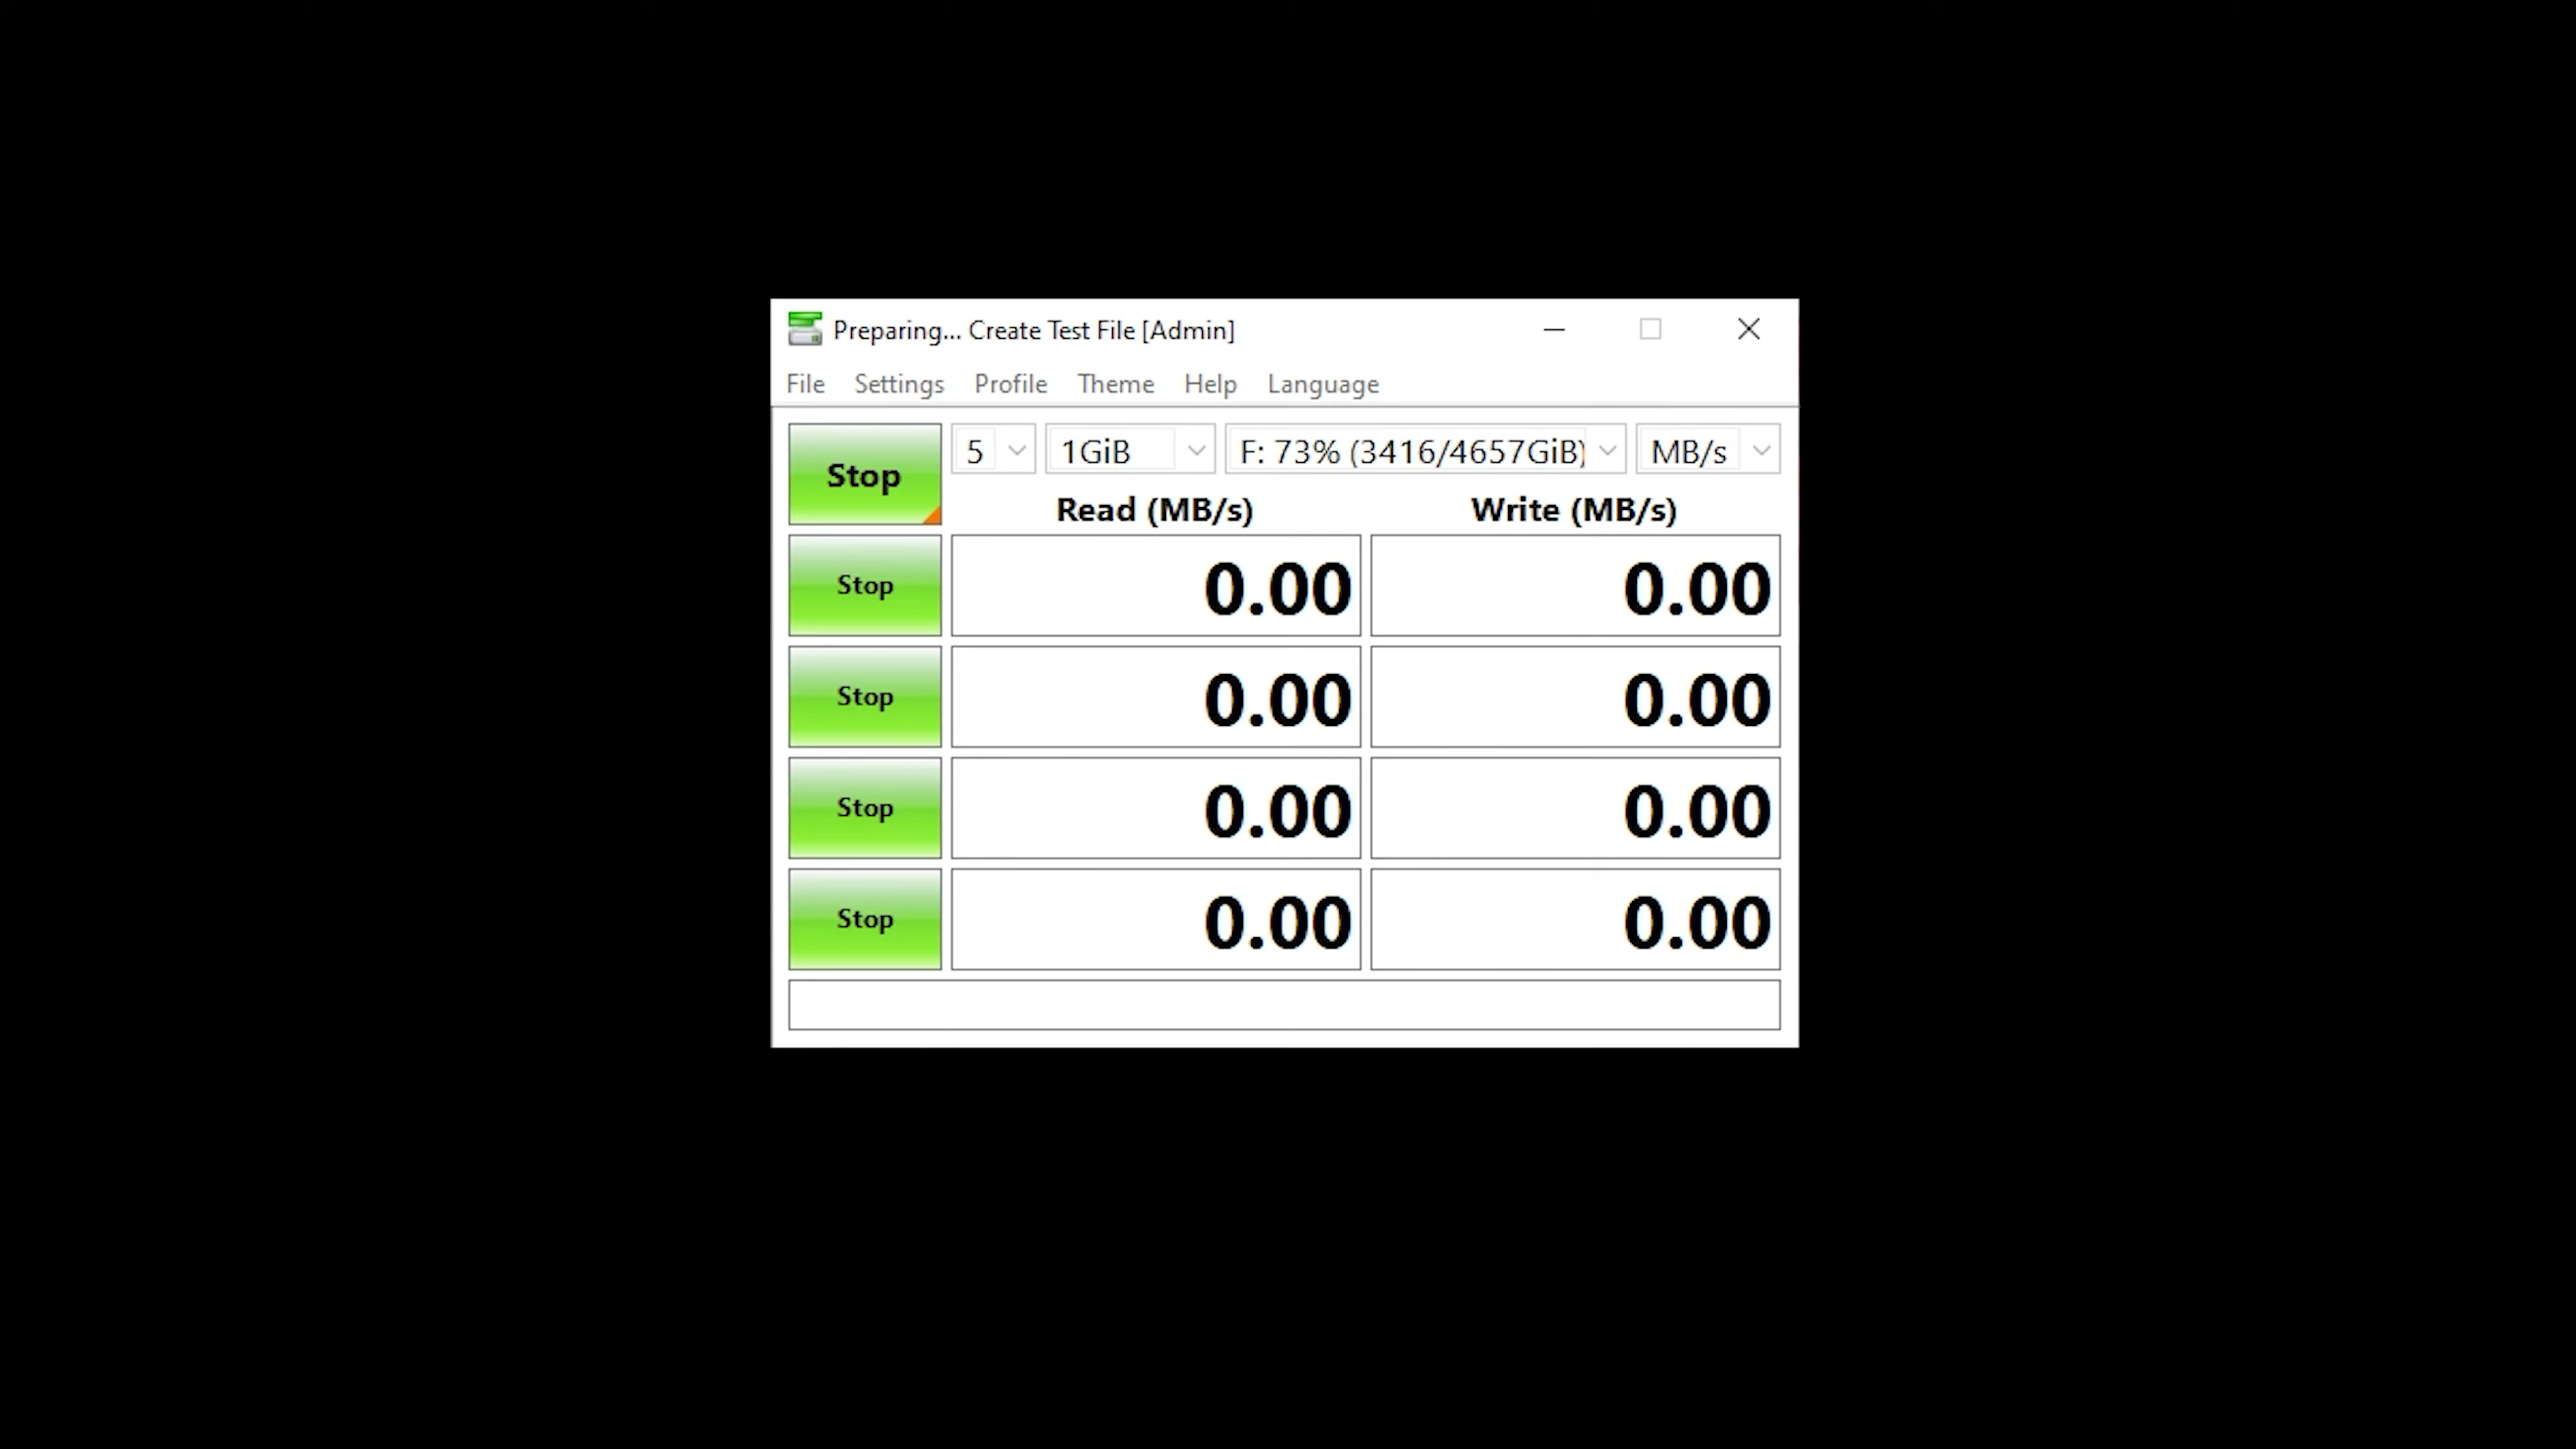 Preparing... Create Test File [Admin]
File Settings Profile Theme Help Language
Stop 5 1GiB F: 73% (3416/4657GiB) MB/s
Read (MB/s) Write (MB/s)
Stop 0.00 0.00
Stop 0.00 0.00
Stop 0.00 0.00
Stop 0.00 0.00